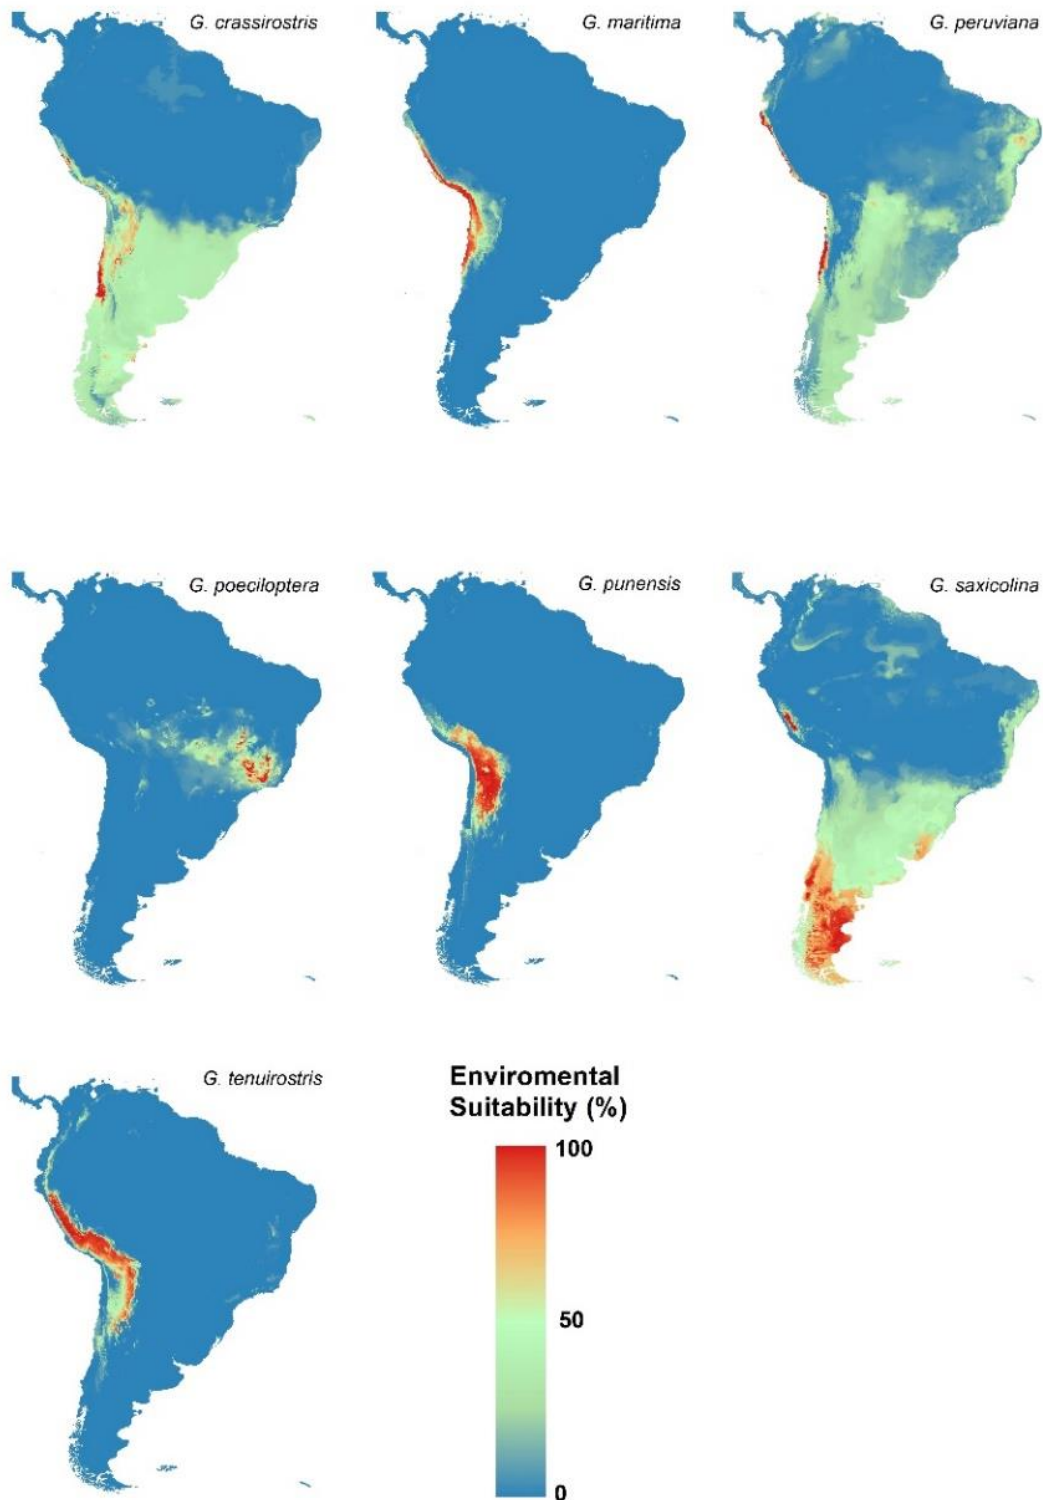 G. crassirostris
G. maritima
G. peruviana
G. poeciloptera
G. punensis
G. saxicolina
G. tenuirostris
Enviromental
Suitability (%)
100
50
0